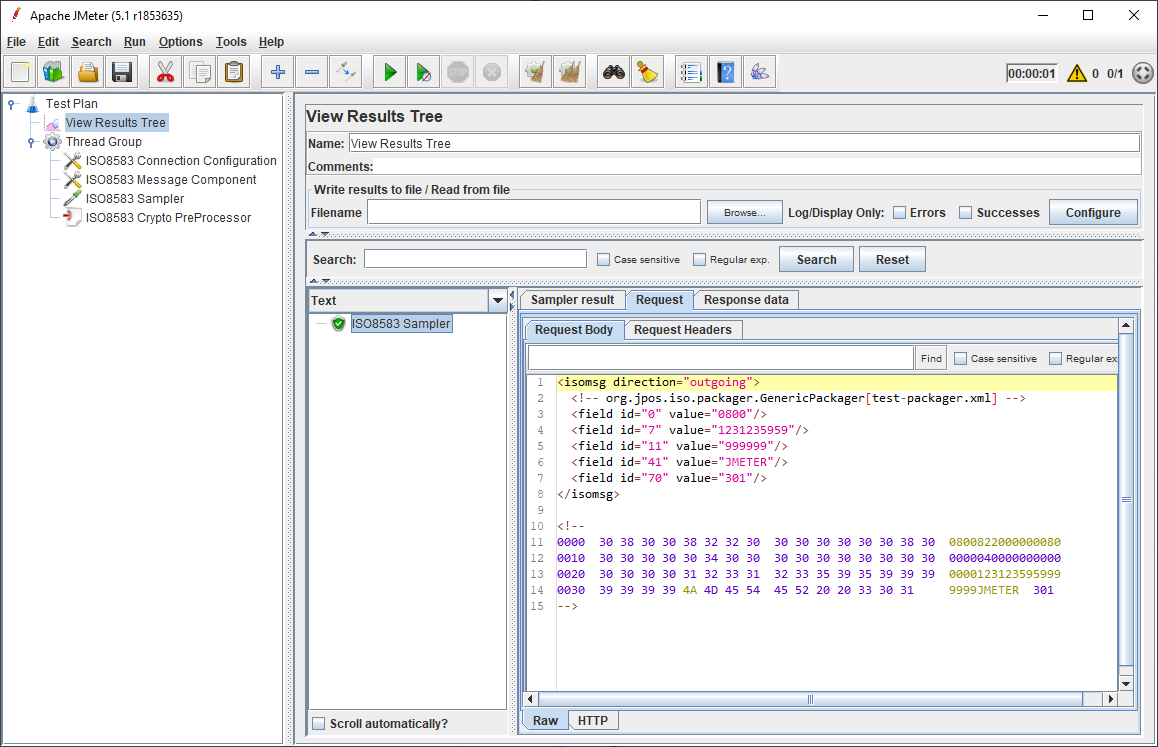 Apache JMeter (5.1 r1853635)
File Edit Search Run Options Tools Help
STOP
00:00:01 0 0/1
Test Plan
View Results Tree
Thread Group
ISO8583 Connection Configuration
ISO8583 Message Component
ISO8583 Sampler
ISO8583 Crypto PreProcessor
View Results Tree
Name: View Results Tree
Comments:
Write results to file / Read from file
Filename Browse... Log/Display Only: Errors Successes Configure
Search: Case sensitive Regular exp. Search Reset
Text
ISO8583 Sampler
Scroll automatically?
Sampler result Request Response data
Request Body Request Headers
Find Case sensitive Regular ex
1 <isomsg direction="outgoing">
2 <!-- org.jpos.iso.packager.GenericPackager[test-packager.xml] -->
3 <field id="0" value="0800"/>
4 <field id="7" value="1231235959"/>
5 <field id="11" value="999999"/>
6 <field id="41" value="JMETER"/>
7 <field id="70" value="301"/>
8 </isomsg>
9
10 <!--
11 0000  30 38 30 30 38 32 32 30  30 30 30 30 30 30 38 30  0800822000000080
12 0010  30 30 30 30 30 34 30 30  30 30 30 30 30 30 30 30  0000040000000000
13 0020  30 30 30 30 31 32 33 31  32 33 35 39 35 39 39 39  0000123123595999
14 0030  39 39 39 39 4A 4D 45 54  45 52 20 20 33 30 31     9999JMETER  301
15 -->
Raw HTTP